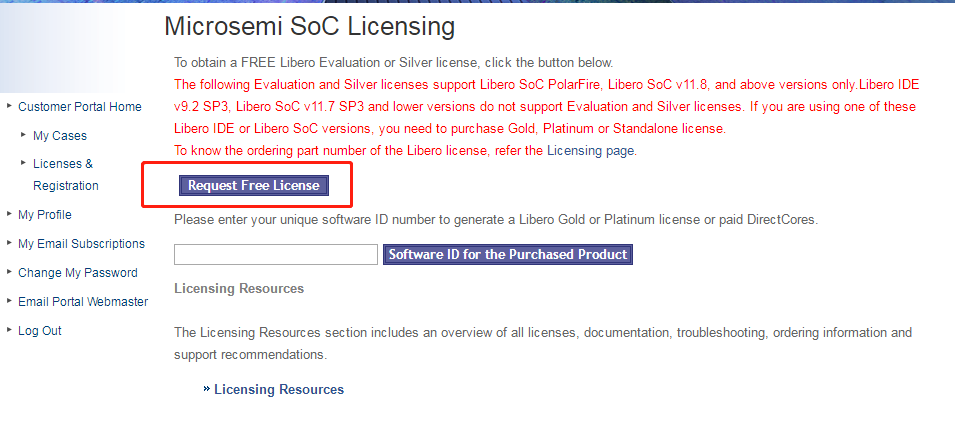 Microsemi SoC Licensing
To obtain a FREE Libero Evaluation or Silver license, click the button below.
The following Evaluation and Silver licenses support Libero SoC PolarFire, Libero SoC v11.8, and above versions only.Libero IDE
v9.2 SP3, Libero SoC v11.7 SP3 and lower versions do not support Evaluation and Silver licenses. If you are using one of these
Libero IDE or Libero SoC versions, you need to purchase Gold, Platinum or Standalone license.
To know the ordering part number of the Libero license, refer the Licensing page.
Request Free License
Please enter your unique software ID number to generate a Libero Gold or Platinum license or paid DirectCores.
Software ID for the Purchased Product
Licensing Resources
The Licensing Resources section includes an overview of all licenses, documentation, troubleshooting, ordering information and
support recommendations.
» Licensing Resources
Customer Portal Home
My Cases
Licenses &
Registration
My Profile
My Email Subscriptions
Change My Password
Email Portal Webmaster
Log Out